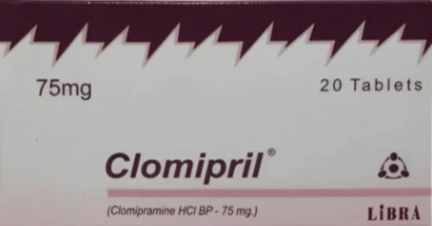 75mg
20 Tablets
Clomipril®
(Clomipramine HCl BP - 75 mg.)
LiBRA